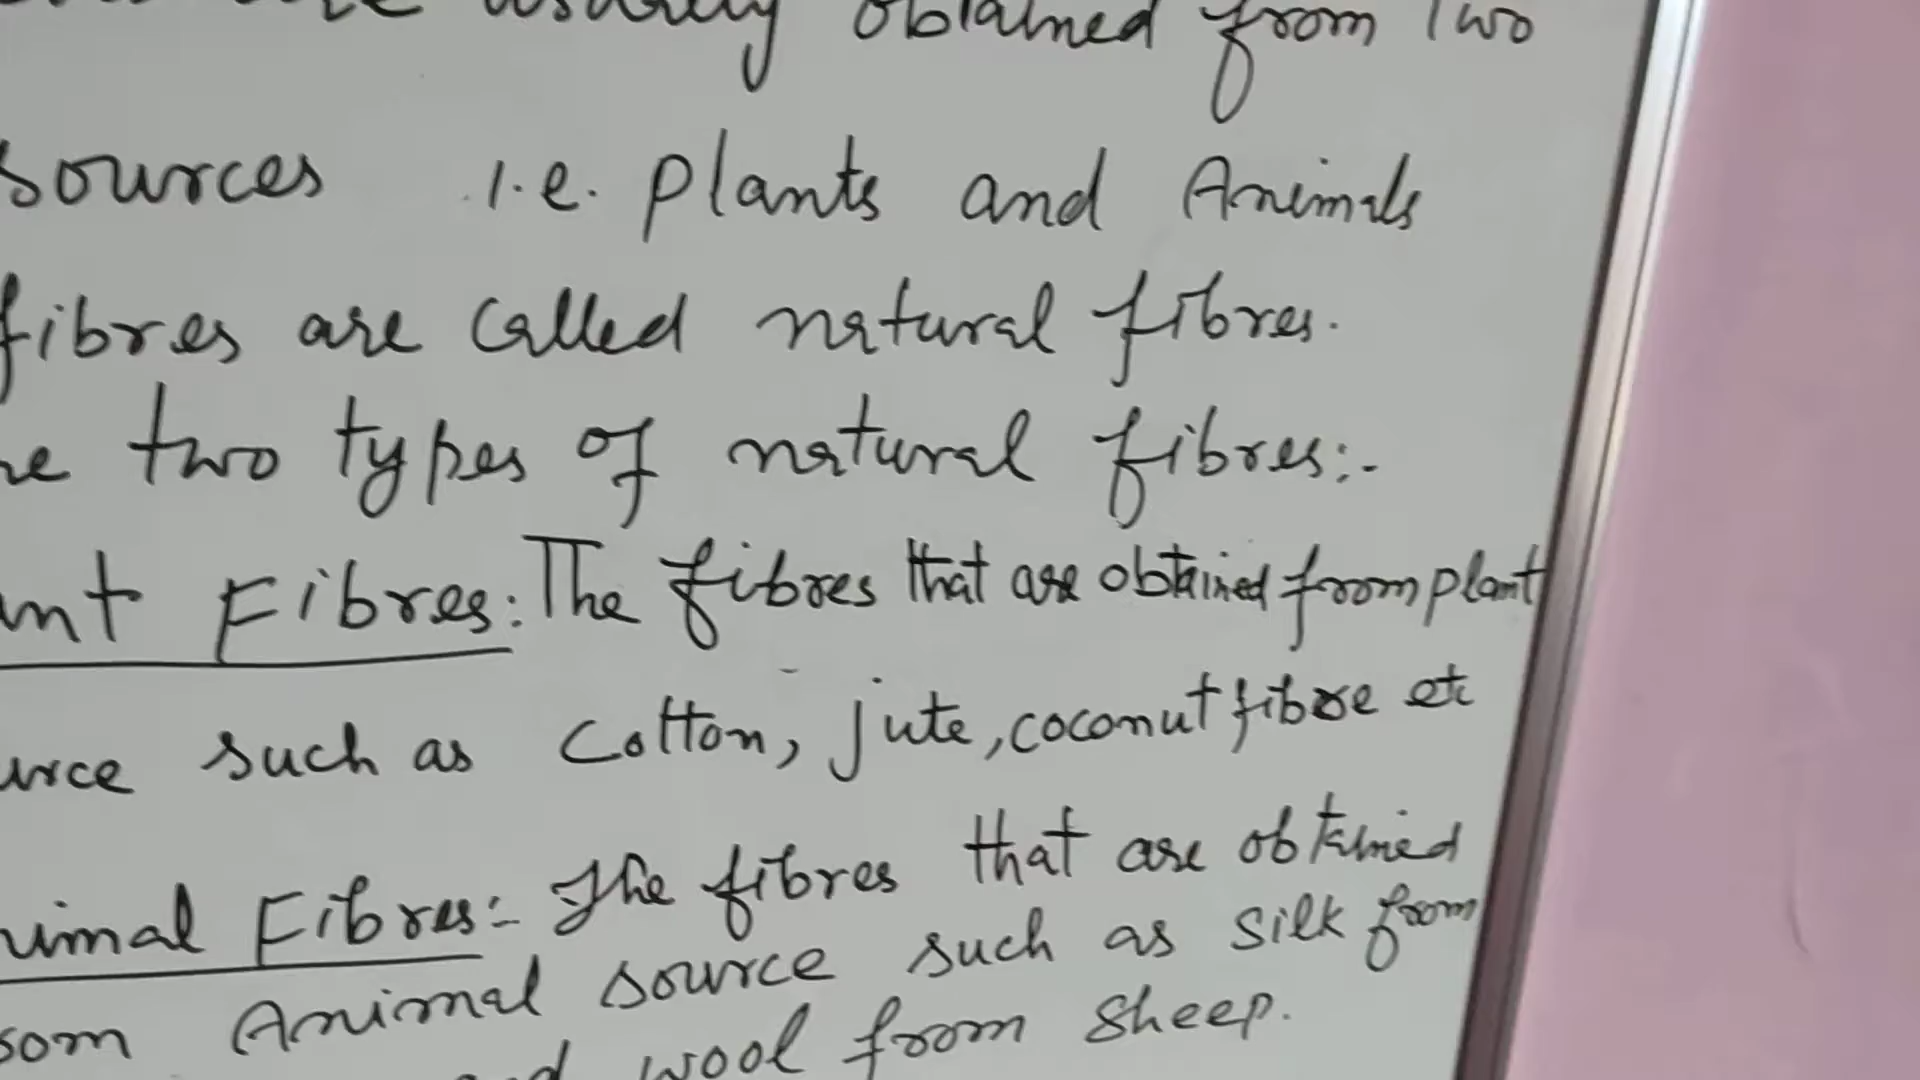 usually obtained from Two
sources i.e. plants and Animals
fibres are called natural fibres.
two types of natural fibres:-
Fibres: The fibres that are obtained from plant
such as cotton, jute, coconut fibre etc
Fibres:- The fibres that are obtained
Animal source such as silk from
wool from sheep.